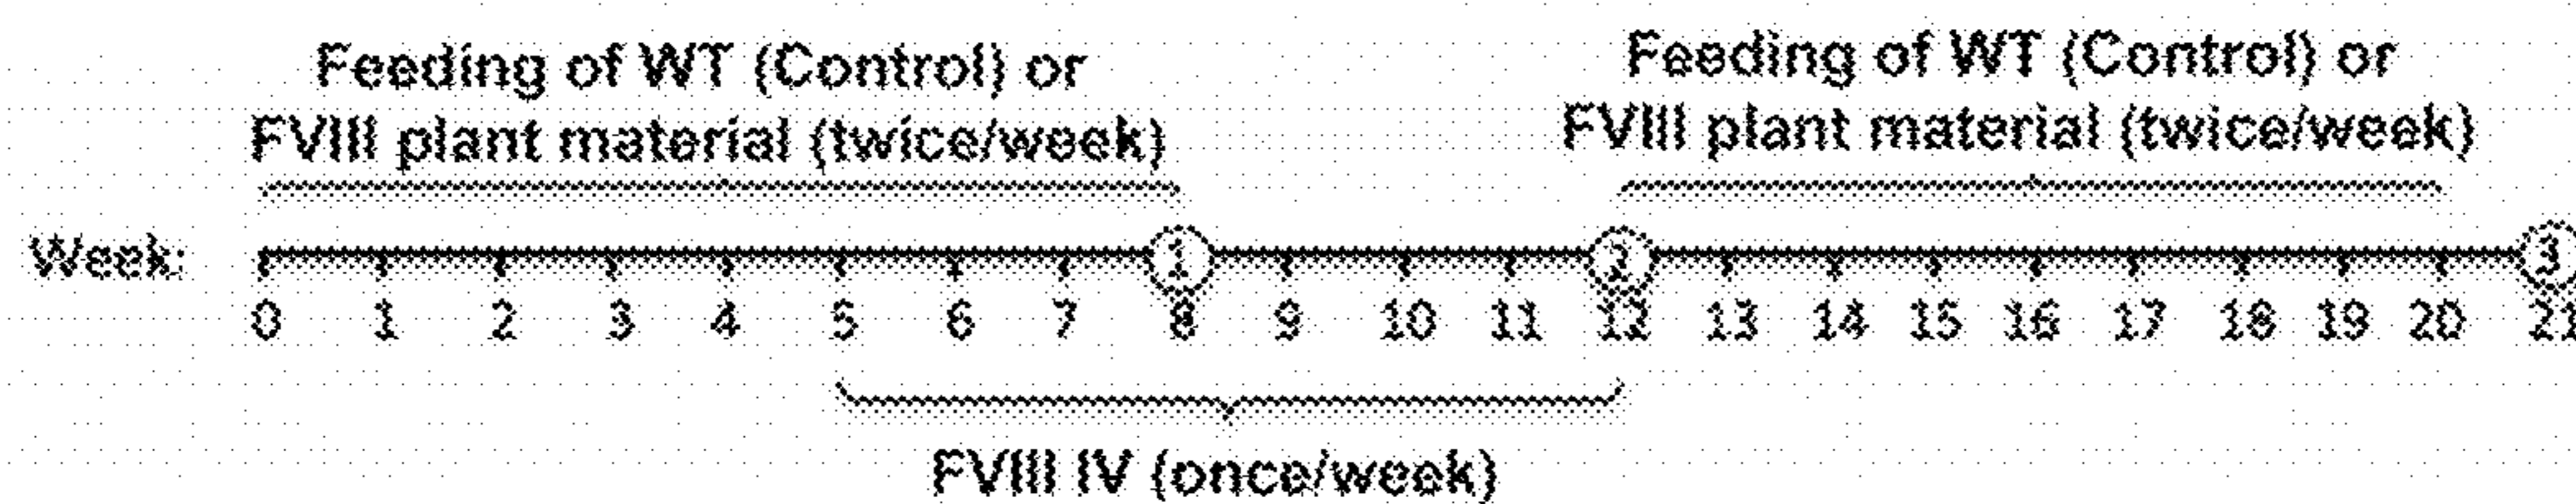 Feeding of WT (Control) or
FVIII plant material (twice/week)
Feeding of WT (Control) or
FVIII plant material (twice/week)
Week:
1 2 3
0 1 2 3 4 5 6 7 8 9 10 11 12 13 14 15 16 17 18 19 20 21
FVIII IV (once/week)